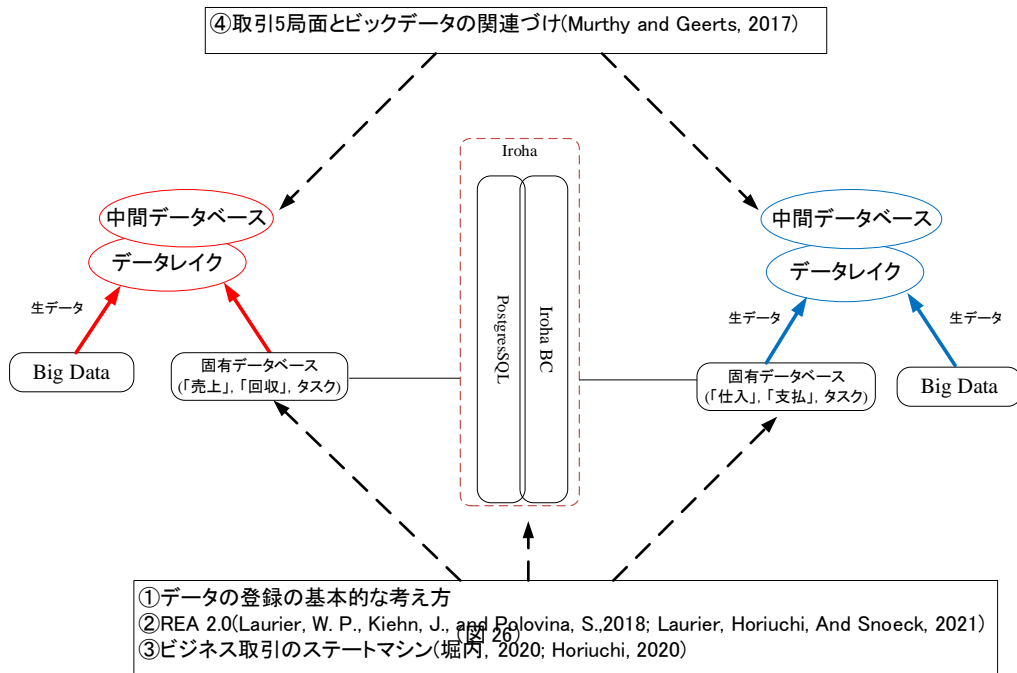 ④取引5局面とビックデータの関連づけ(Murthy and Geerts, 2017)
Iroha
中間データベース
データレイク
生データ
Big Data
固有データベース
(「売上」, 「回収」, タスク)
PostgresSQL
Iroha BC
中間データベース
データレイク
生データ
生データ
固有データベース
(「仕入」, 「支払」, タスク)
Big Data
①データの登録の基本的な考え方
②REA 2.0(Laurier, W. P., Kiehn, J., and Polovina, S.,2018; Laurier, Horiuchi, And Snoeck, 2021)
(図 26)
③ビジネス取引のステートマシン(堀内, 2020; Horiuchi, 2020)